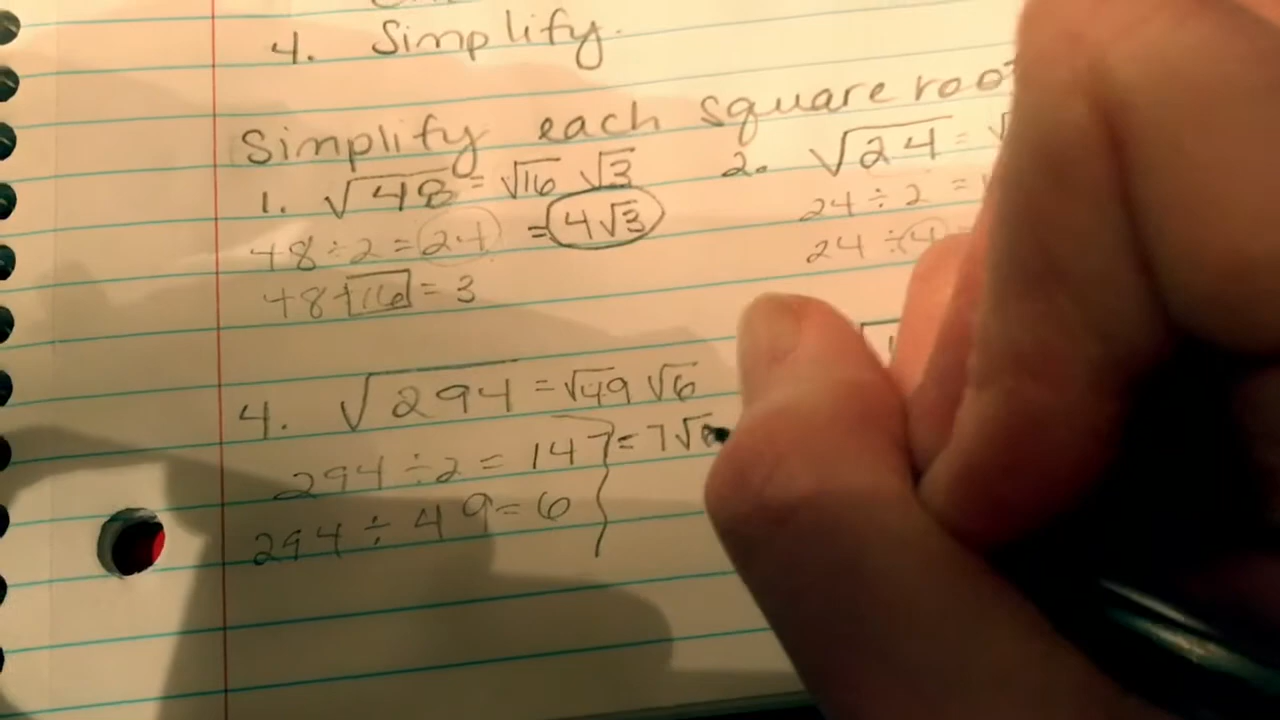 4. Simplify.
Simplify each square root
1. √48 = √16 √3
48 ÷ 2 = 24 = 4√3
48 ÷ 16 = 3
2. √24 = √
24 ÷ 2 =
24 ÷ 4 =
4. √294 = √49 √6
294 ÷ 2 = 147 = 7√6
294 ÷ 49 = 6